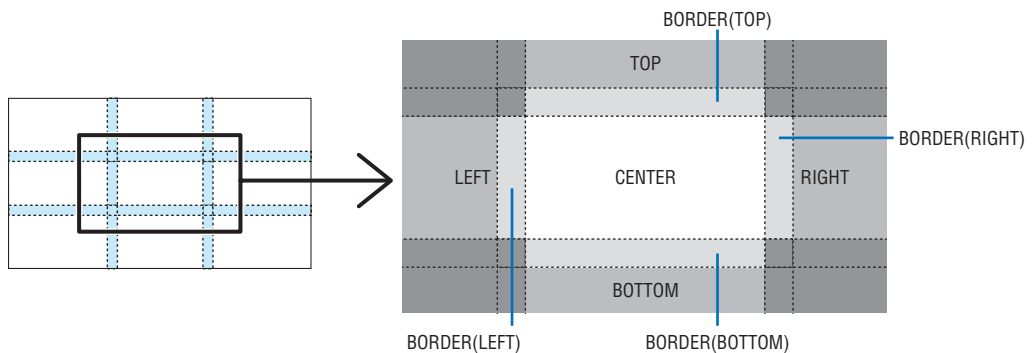 BORDER(TOP)
TOP
BORDER(RIGHT)
LEFT
CENTER
RIGHT
BOTTOM
BORDER(LEFT)
BORDER(BOTTOM)